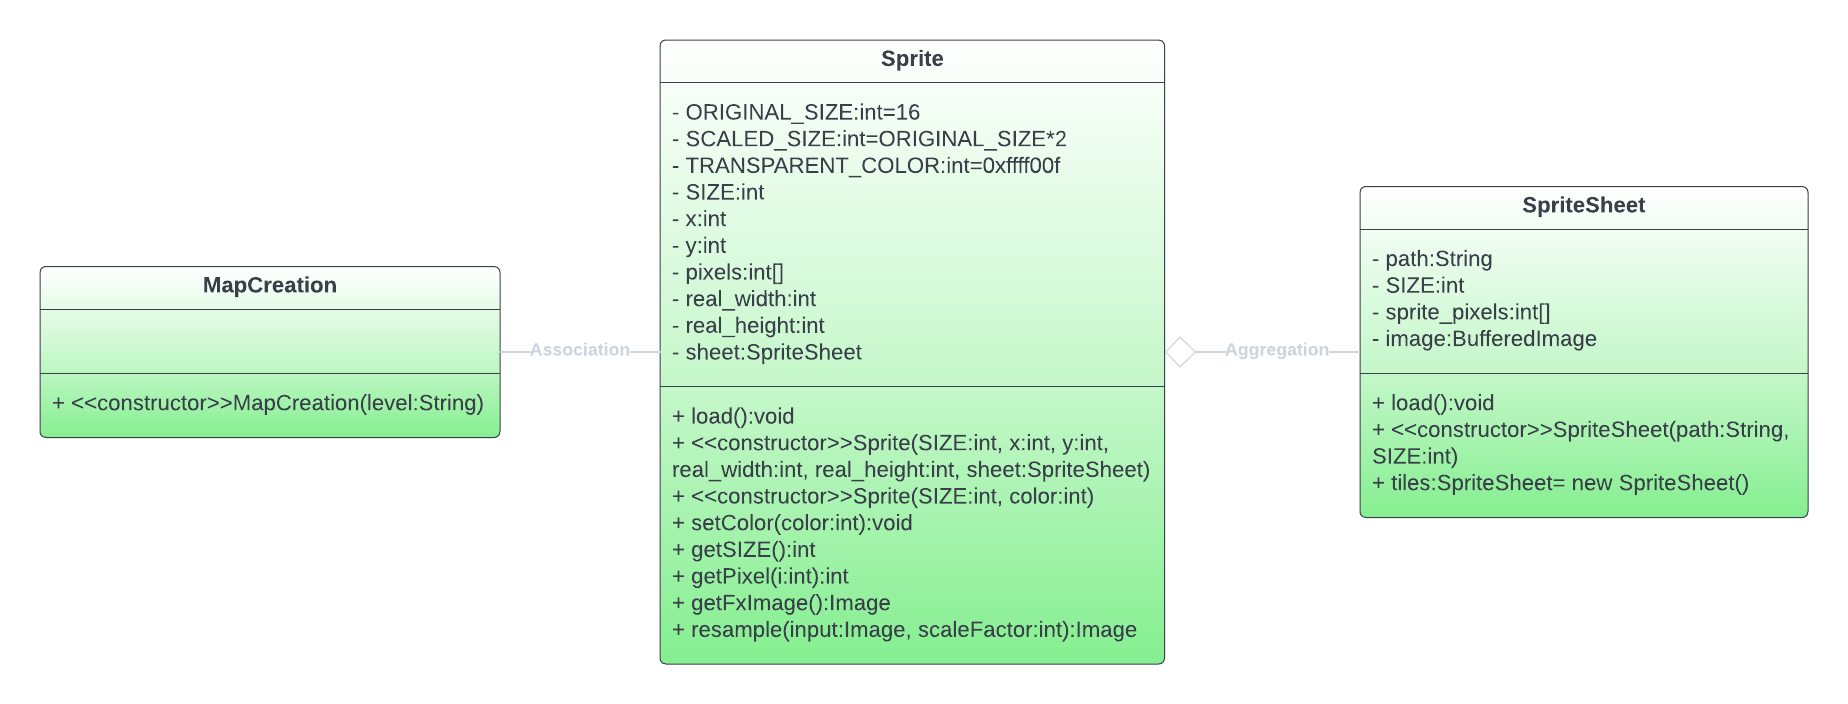 MapCreation
+ <<constructor>>MapCreation(level:String)
Association
Sprite
- ORIGINAL_SIZE:int=16
- SCALED_SIZE:int=ORIGINAL_SIZE*2
- TRANSPARENT_COLOR:int=0xffff00f
- SIZE:int
- x:int
- y:int
- pixels:int[]
- real_width:int
- real_height:int
- sheet:SpriteSheet
+ load():void
+ <<constructor>>Sprite(SIZE:int, x:int, y:int,
real_width:int, real_height:int, sheet:SpriteSheet)
+ <<constructor>>Sprite(SIZE:int, color:int)
+ setColor(color:int):void
+ getSIZE():int
+ getPixel(i:int):int
+ getFxImage():Image
+ resample(input:Image, scaleFactor:int):Image
Aggregation
SpriteSheet
- path:String
- SIZE:int
- sprite_pixels:int[]
- image:BufferedImage
+ load():void
+ <<constructor>>SpriteSheet(path:String,
SIZE:int)
+ tiles:SpriteSheet= new SpriteSheet()